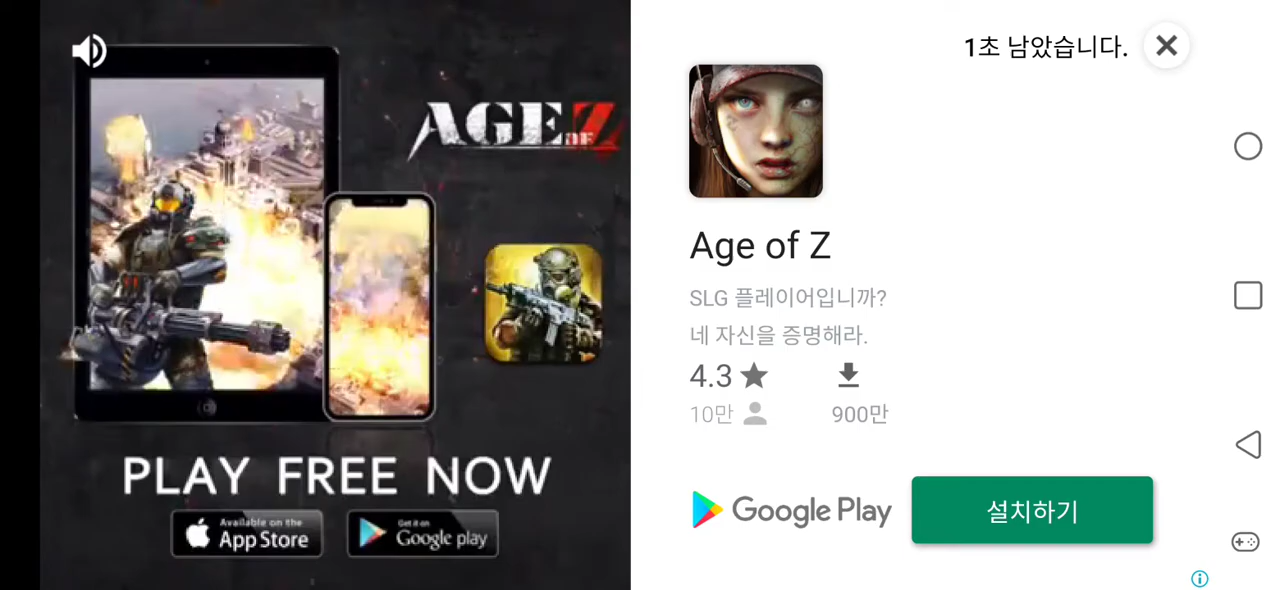 AGE OF Z
PLAY FREE NOW
Available on the
App Store
Get it on
Google play
1초 남았습니다.
Age of Z
SLG 플레이어입니까?
네 자신을 증명해라.
4.3
10만
900만
Google Play
설치하기